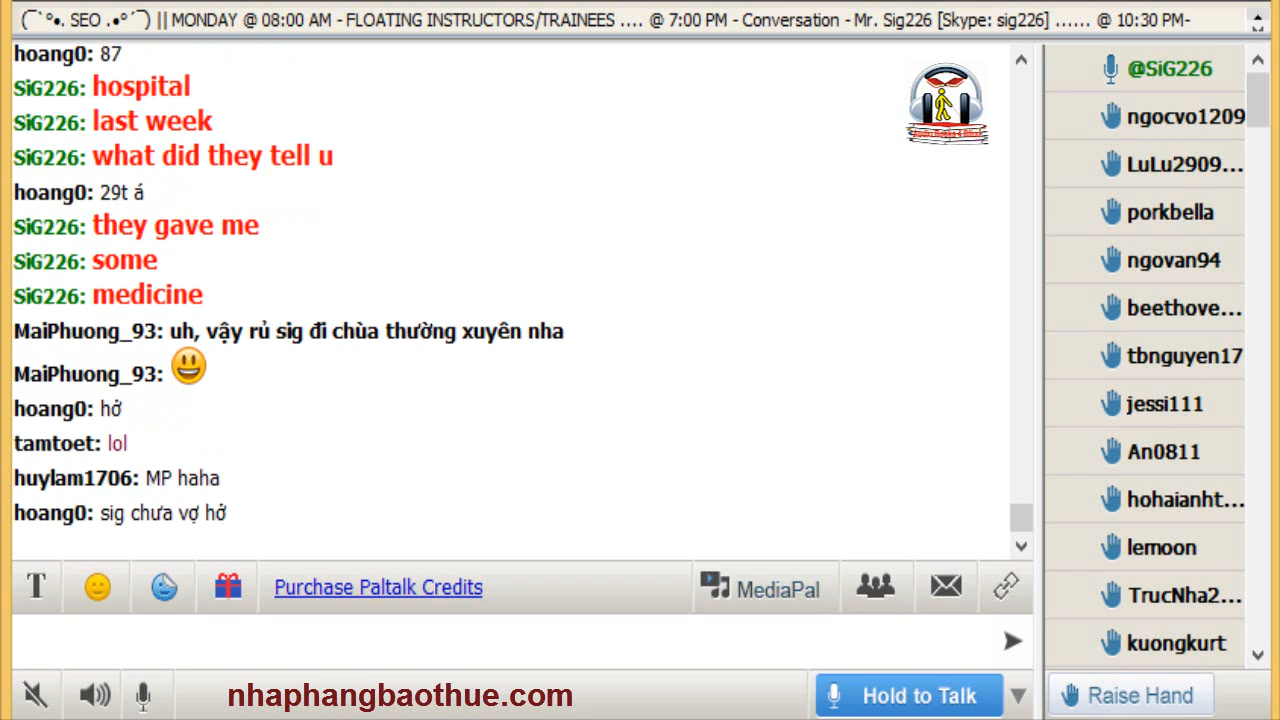 (¯`°•. SEO .•°´¯) || MONDAY @ 08:00 AM - FLOATING INSTRUCTORS/TRAINEES .... @ 7:00 PM - Conversation - Mr. Sig226 [Skype: sig226] ...... @ 10:30 PM-
hoang0: 87
SiG226: hospital
SiG226: last week
SiG226: what did they tell u
hoang0: 29t á
SiG226: they gave me
SiG226: some
SiG226: medicine
MaiPhuong_93: uh, vậy rủ sig đi chùa thường xuyên nha
MaiPhuong_93:
hoang0: hở
tamtoet: lol
huylam1706: MP haha
hoang0: sig chưa vợ hở
@SiG226
ngocvo1209
LuLu2909...
porkbella
ngovan94
beethove...
tbnguyen17
jessi111
An0811
hohaianht...
lemoon
TrucNha2...
kuongkurt
T
Purchase Paltalk Credits
MediaPal
nhaphangbaothue.com
Hold to Talk
Raise Hand